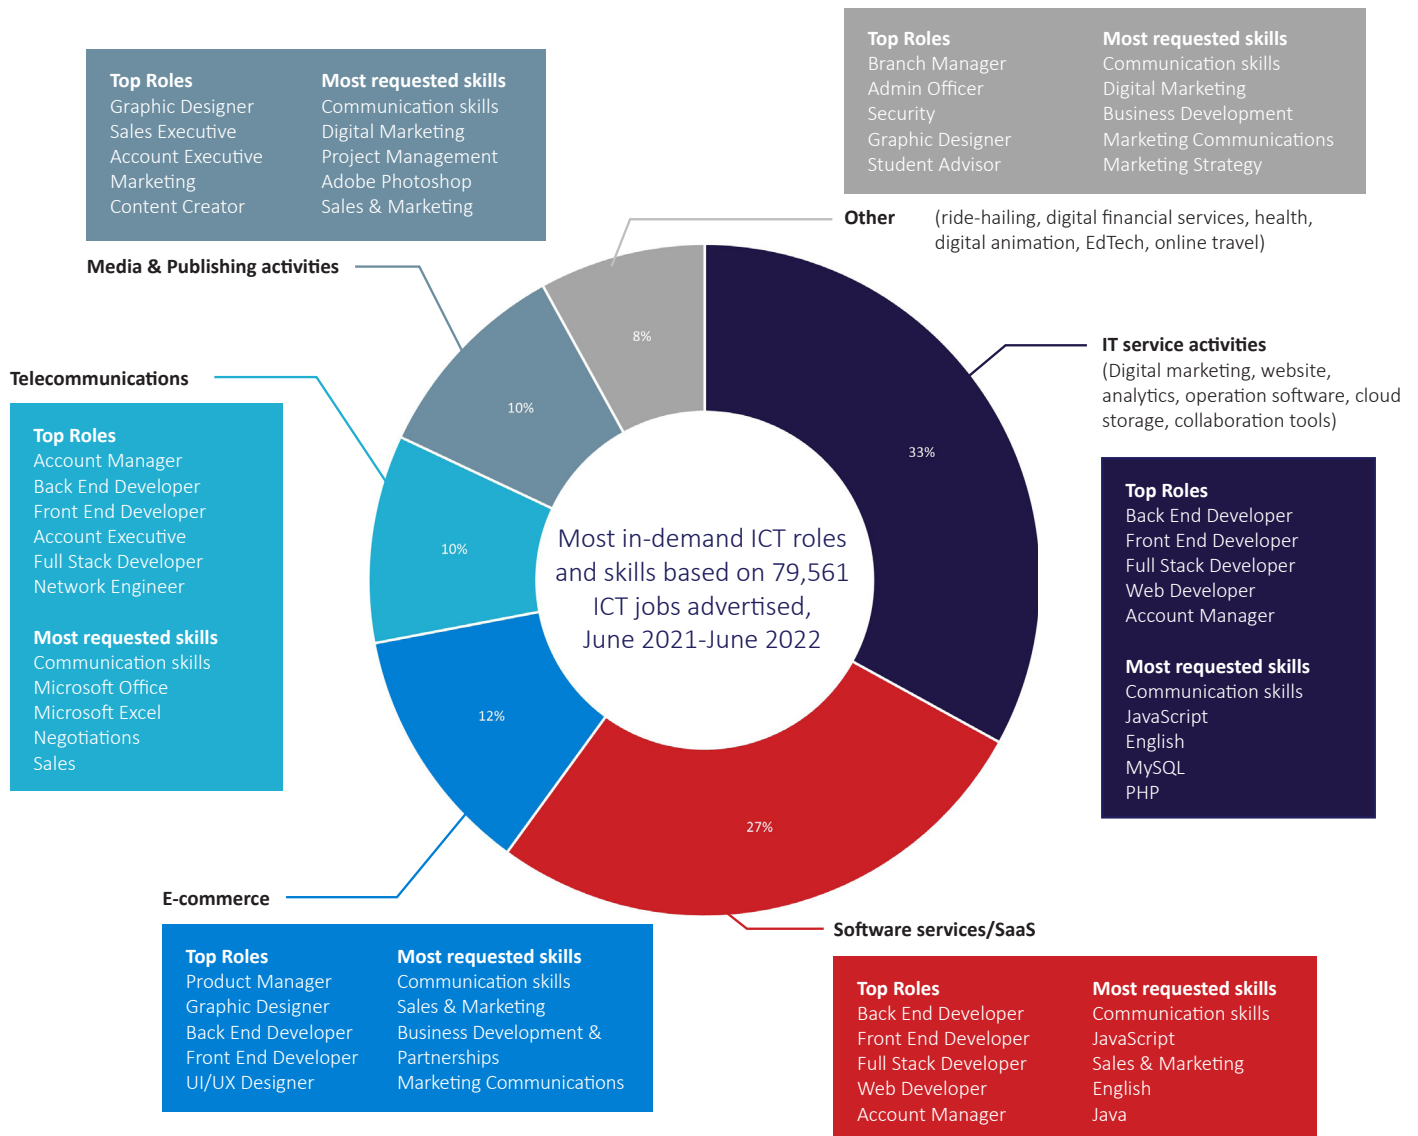 Top Roles
Graphic Designer
Sales Executive
Account Executive
Marketing
Content Creator
Most requested skills
Communication skills
Digital Marketing
Project Management
Adobe Photoshop
Sales & Marketing
Media & Publishing activities
Top Roles
Branch Manager
Admin Officer
Security
Graphic Designer
Student Advisor
Most requested skills
Communication skills
Digital Marketing
Business Development
Marketing Communications
Marketing Strategy
Other
(ride-hailing, digital financial services, health,
digital animation, EdTech, online travel)
IT service activities
(Digital marketing, website,
analytics, operation software, cloud
storage, collaboration tools)
Top Roles
Back End Developer
Front End Developer
Full Stack Developer
Web Developer
Account Manager
Most requested skills
Communication skills
JavaScript
English
MySQL
PHP
Telecommunications
Top Roles
Account Manager
Back End Developer
Front End Developer
Account Executive
Full Stack Developer
Network Engineer
Most requested skills
Communication skills
Microsoft Office
Microsoft Excel
Negotiations
Sales
8%
10%
33%
10%
12%
27%
Most in-demand ICT roles
and skills based on 79,561
ICT jobs advertised,
June 2021-June 2022
E-commerce
Top Roles
Product Manager
Graphic Designer
Back End Developer
Front End Developer
UI/UX Designer
Most requested skills
Communication skills
Sales & Marketing
Business Development &
Partnerships
Marketing Communications
Software services/SaaS
Top Roles
Back End Developer
Front End Developer
Full Stack Developer
Web Developer
Account Manager
Most requested skills
Communication skills
JavaScript
Sales & Marketing
English
Java